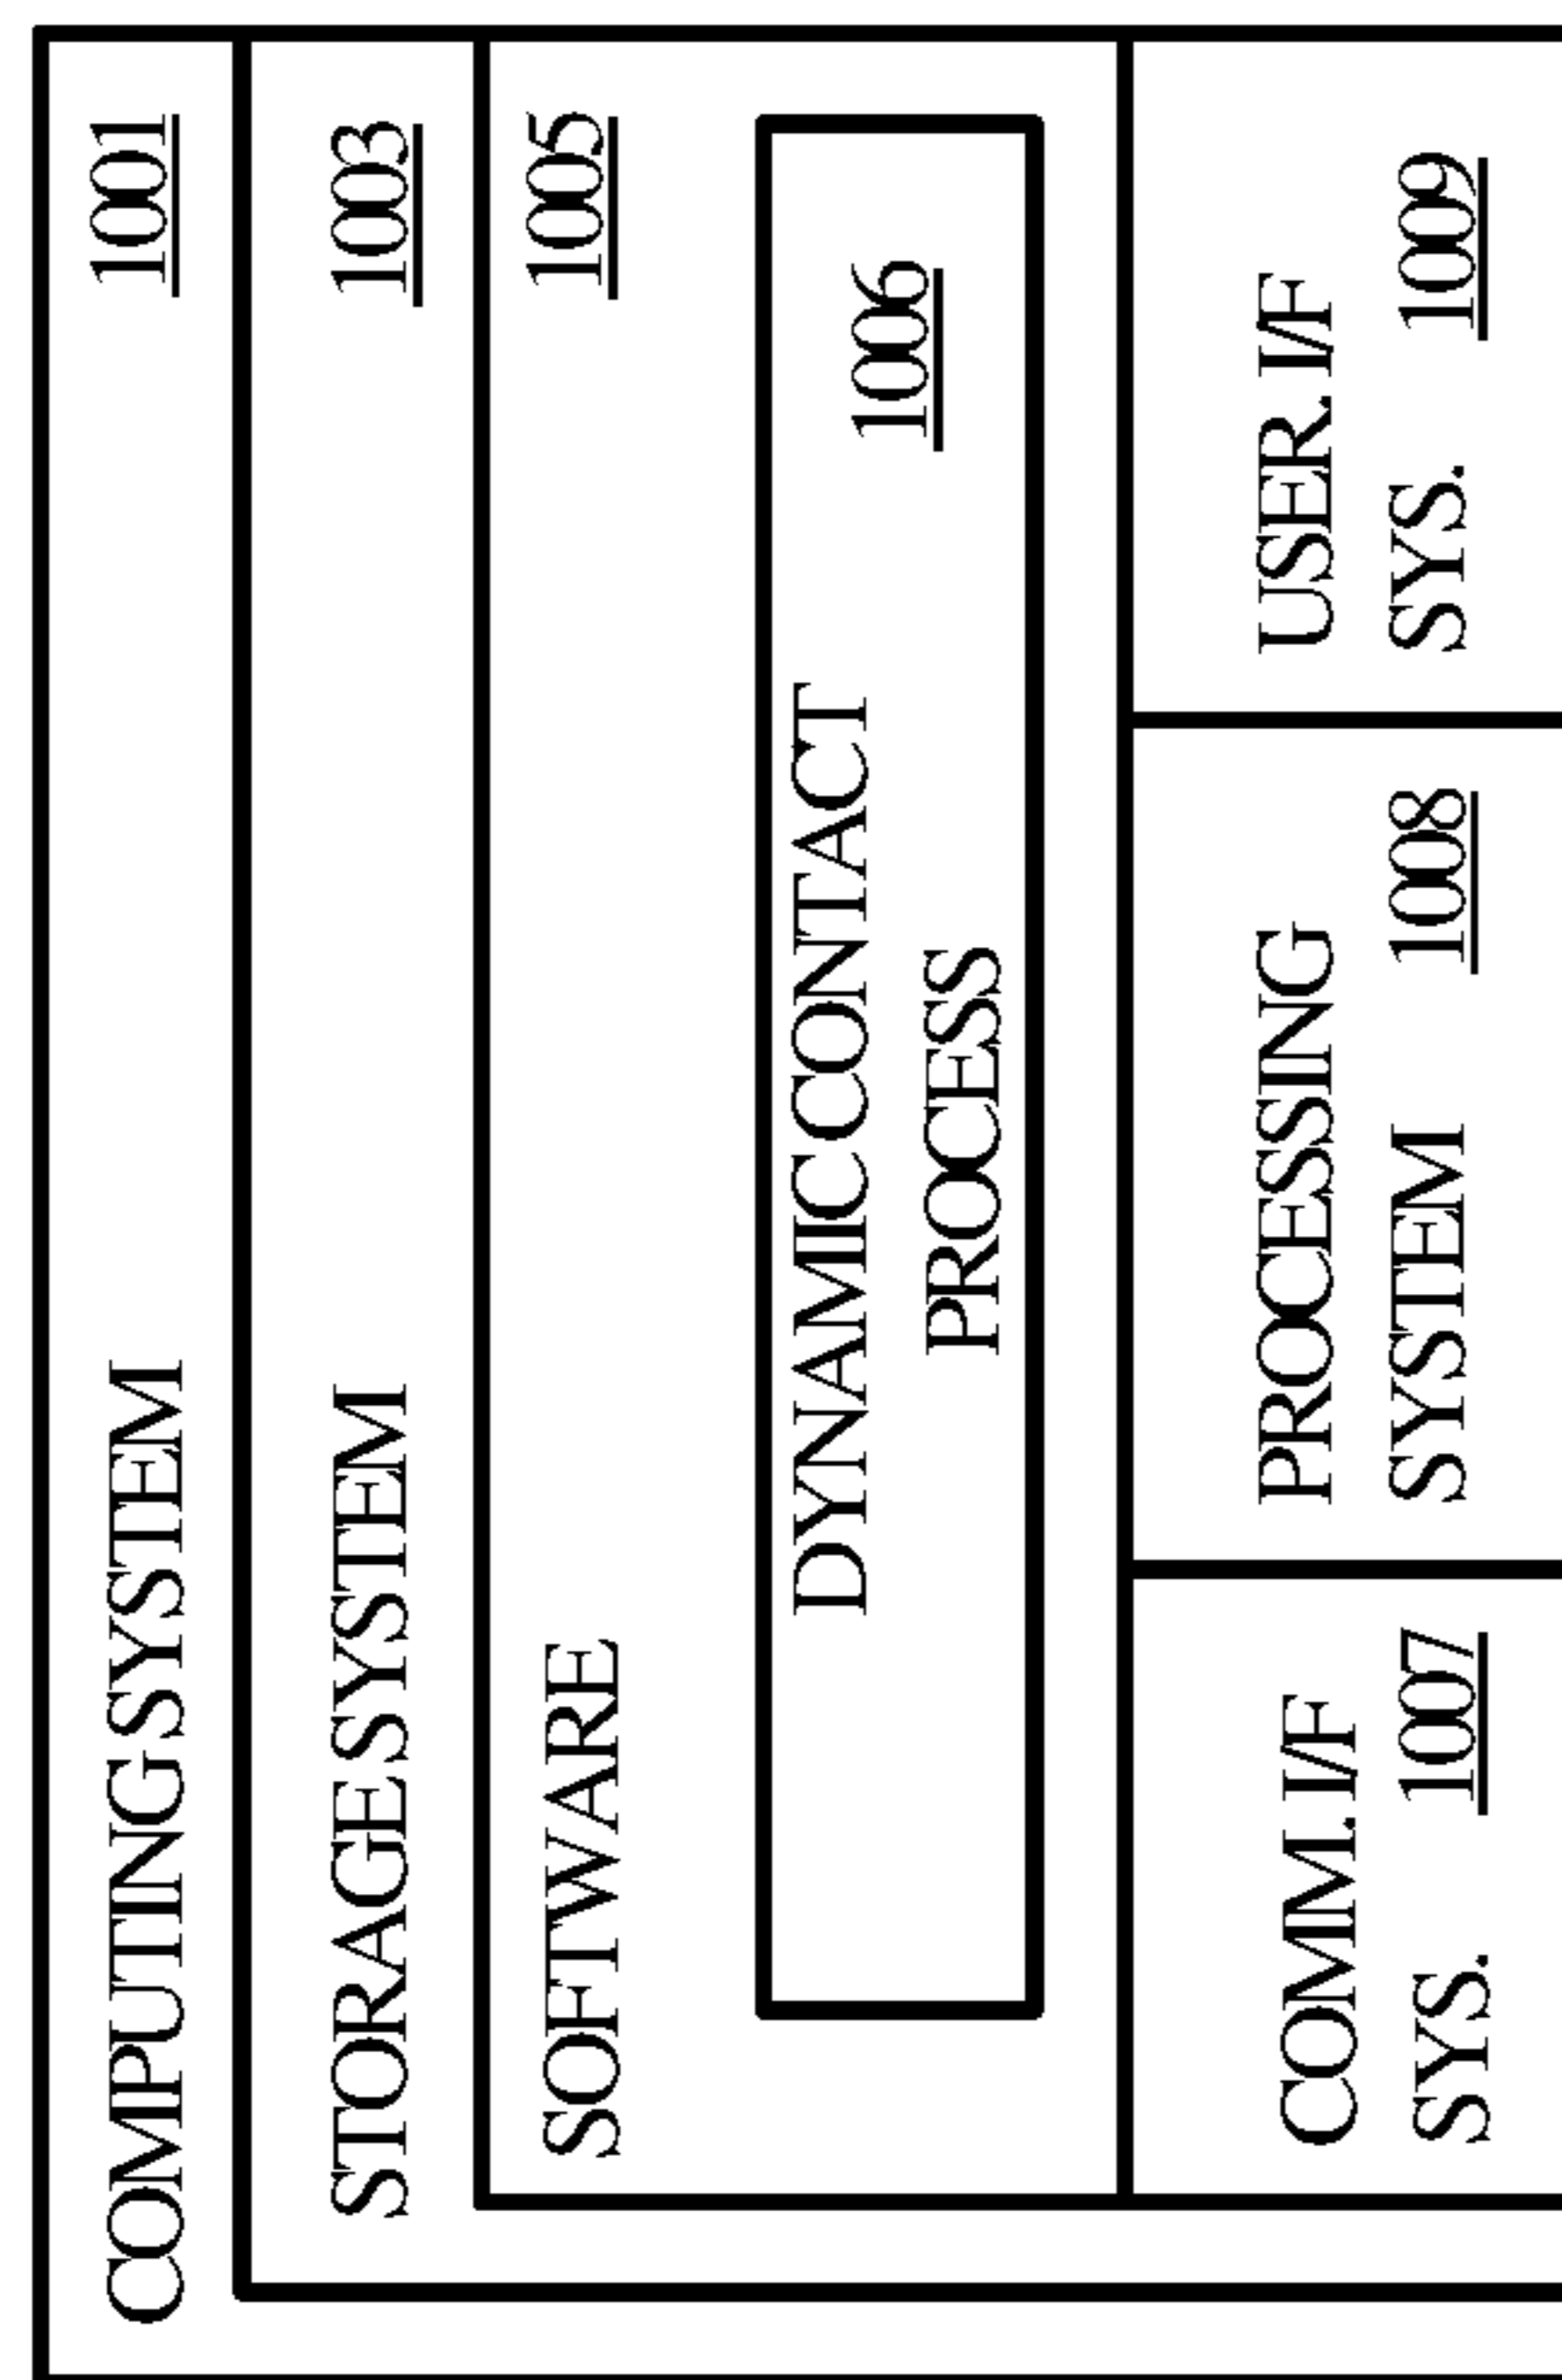 COMPUTING SYSTEM 1001
STORAGE SYSTEM 1003
SOFTWARE 1005
DYNAMIC CONTACT
PROCESS
1006
COMM. I/F
SYS. 1007
PROCESSING
SYSTEM 1008
USER. I/F
SYS. 1009